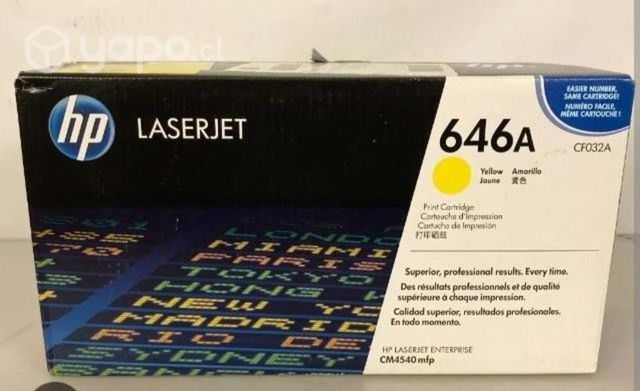 yapo.cl
hp
LASERJET
hp
EASIER NUMBER,
SAME CARTRIDGE!
NUMÉRO FACILE,
MÊME CARTOUCHE!
646A
CF032A
Yellow Amarillo
Jaune 黄色
Print Cartridge
Cartouche d'impression
Cartucho de Impresión
打印硒鼓
LONDON
MIAMI
PARIS
TOKYO
HONG K
NEW
MADRID
ROM
Superior, professional results. Every time.
Des résultats professionnels et de qualité
supérieure à chaque impression.
Calidad superior, resultados profesionales.
En todo momento.
HP LASERJET ENTERPRISE
CM4540 mfp